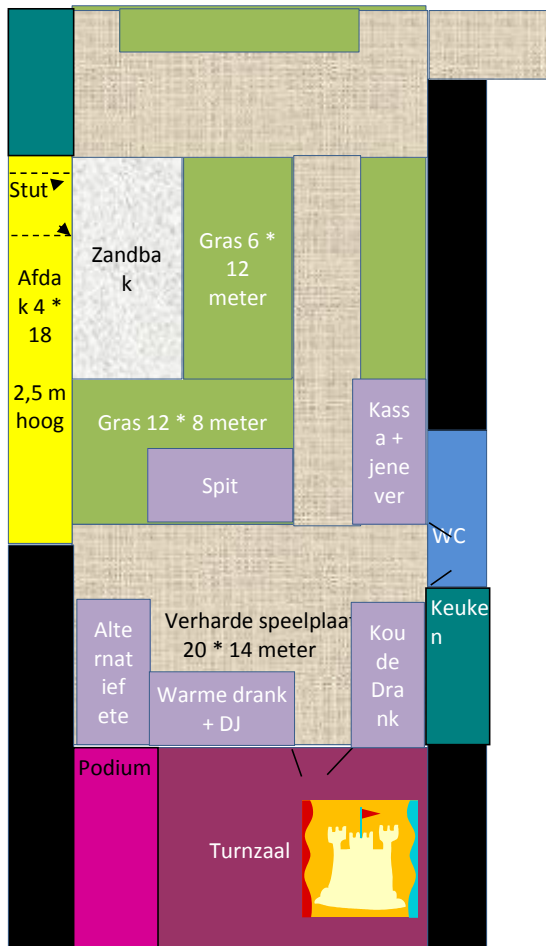 Stut
Zandba
k
Gras 6 *
12
meter
Afda
k 4 *
18
2,5 m
hoog
Gras 12 * 8 meter
Kass
a +
jene
ver
Spit
WC
Keuke
n
Alte
rnat
ief
ete
Verharde speelplaat
20 * 14 meter
Kou
de
Dra
nk
Warme drank
+ DJ
Podium
Turnzaal